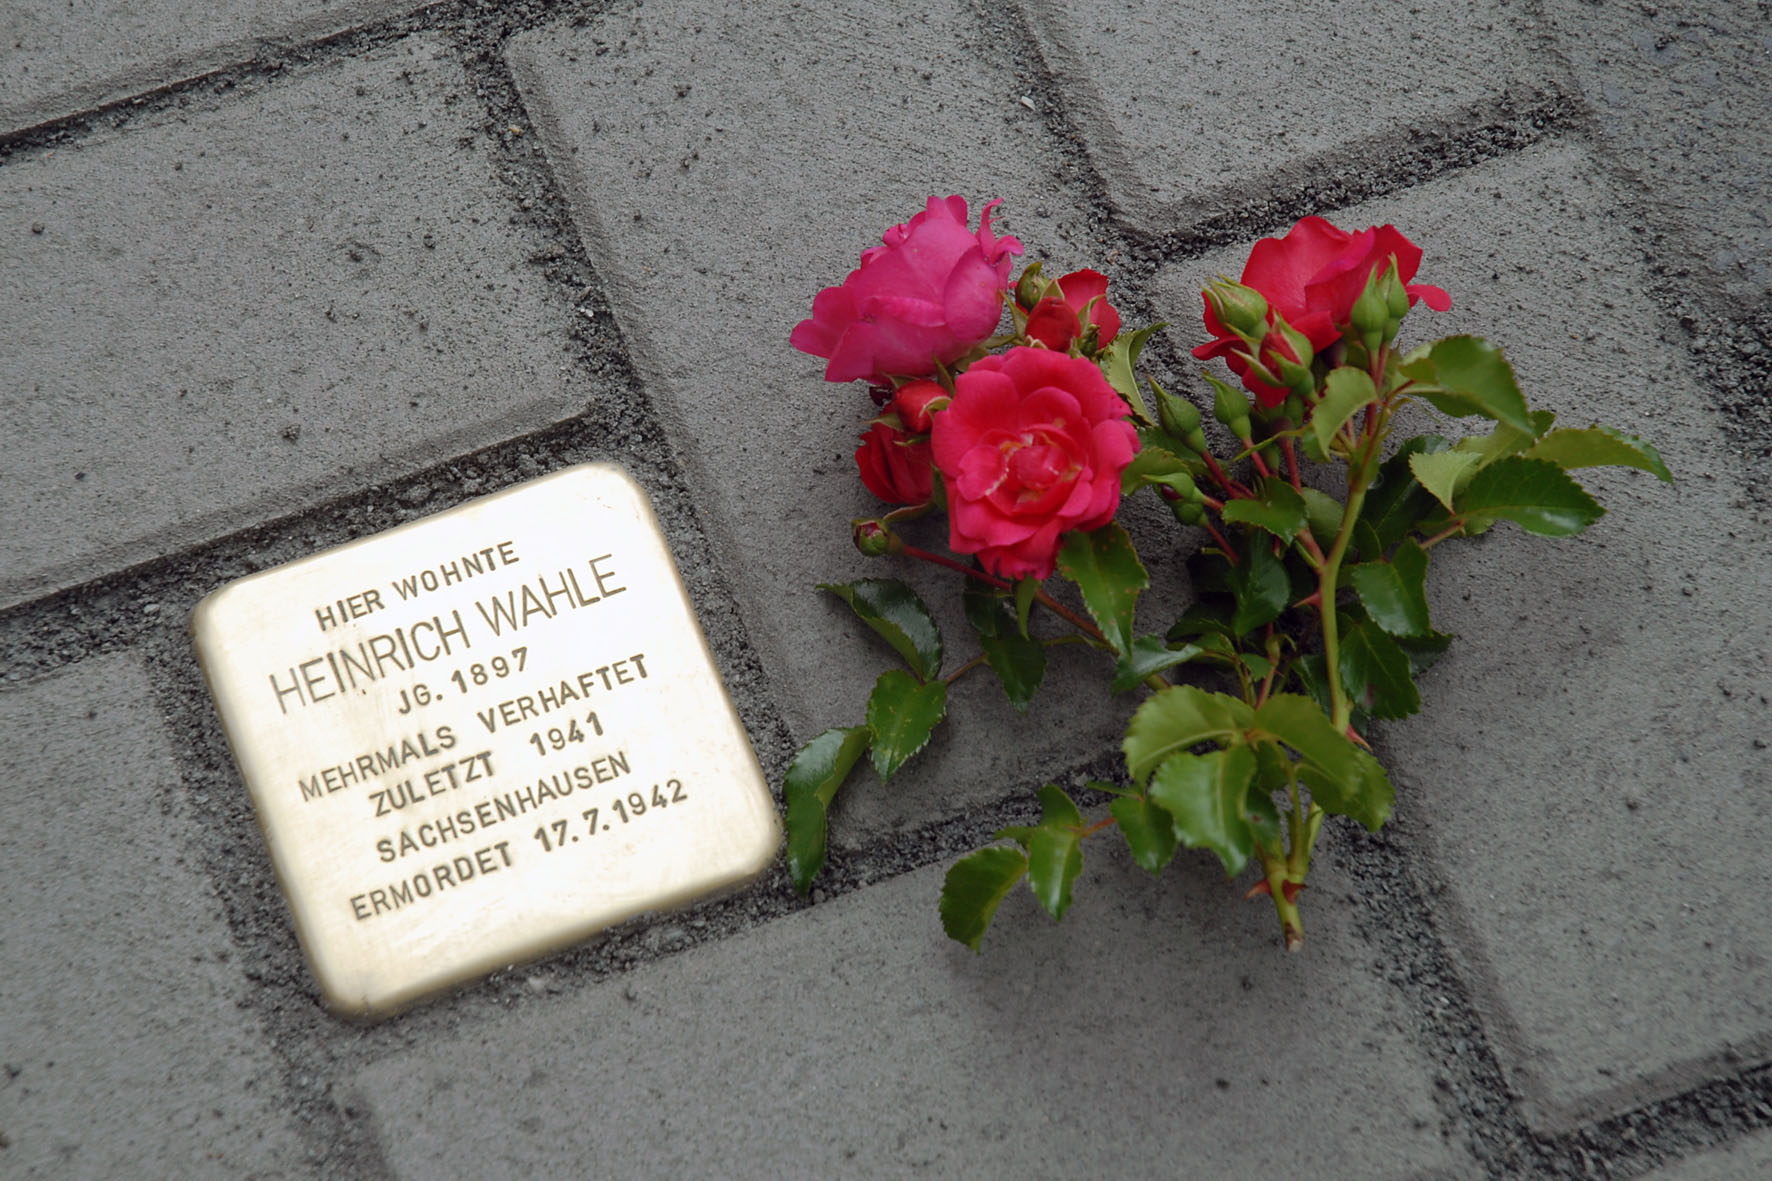 HIER WOHNTE
HEINRICH WAHLE
JG. 1897
MEHRMALS VERHAFTET
ZULETZT 1941
SACHSENHAUSEN
ERMORDET 17.7.1942